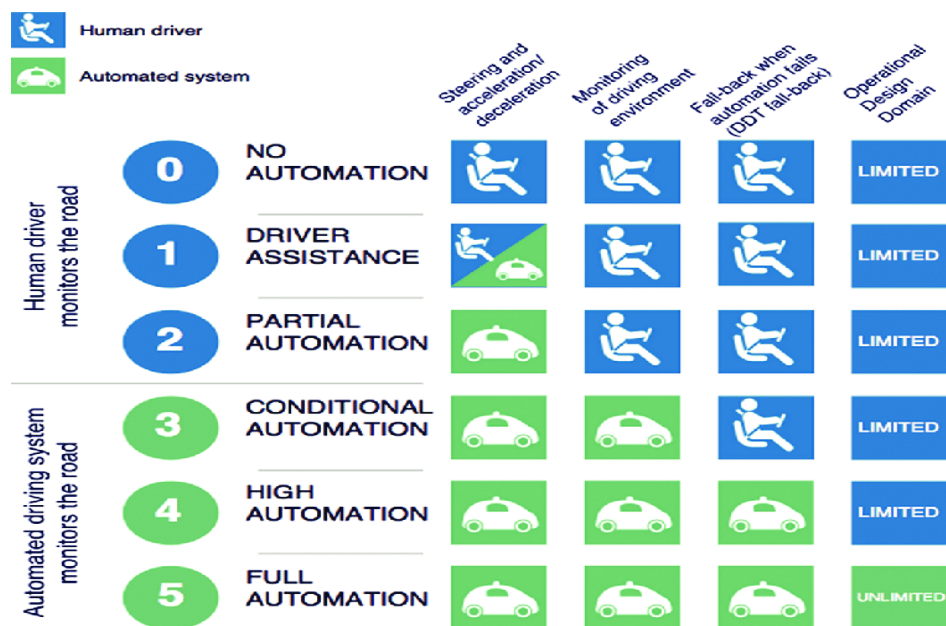 Human driver
Automated system
Steering and
acceleration/
deceleration
Monitoring
of driving
environment
Fall-back when
automation fails
(DDT fall-back)
Operational
Design
Domain
Human driver
monitors the road
0
NO
AUTOMATION
LIMITED
1
DRIVER
ASSISTANCE
LIMITED
2
PARTIAL
AUTOMATION
LIMITED
Automated driving system
monitors the road
3
CONDITIONAL
AUTOMATION
LIMITED
4
HIGH
AUTOMATION
LIMITED
5
FULL
AUTOMATION
UNLIMITED